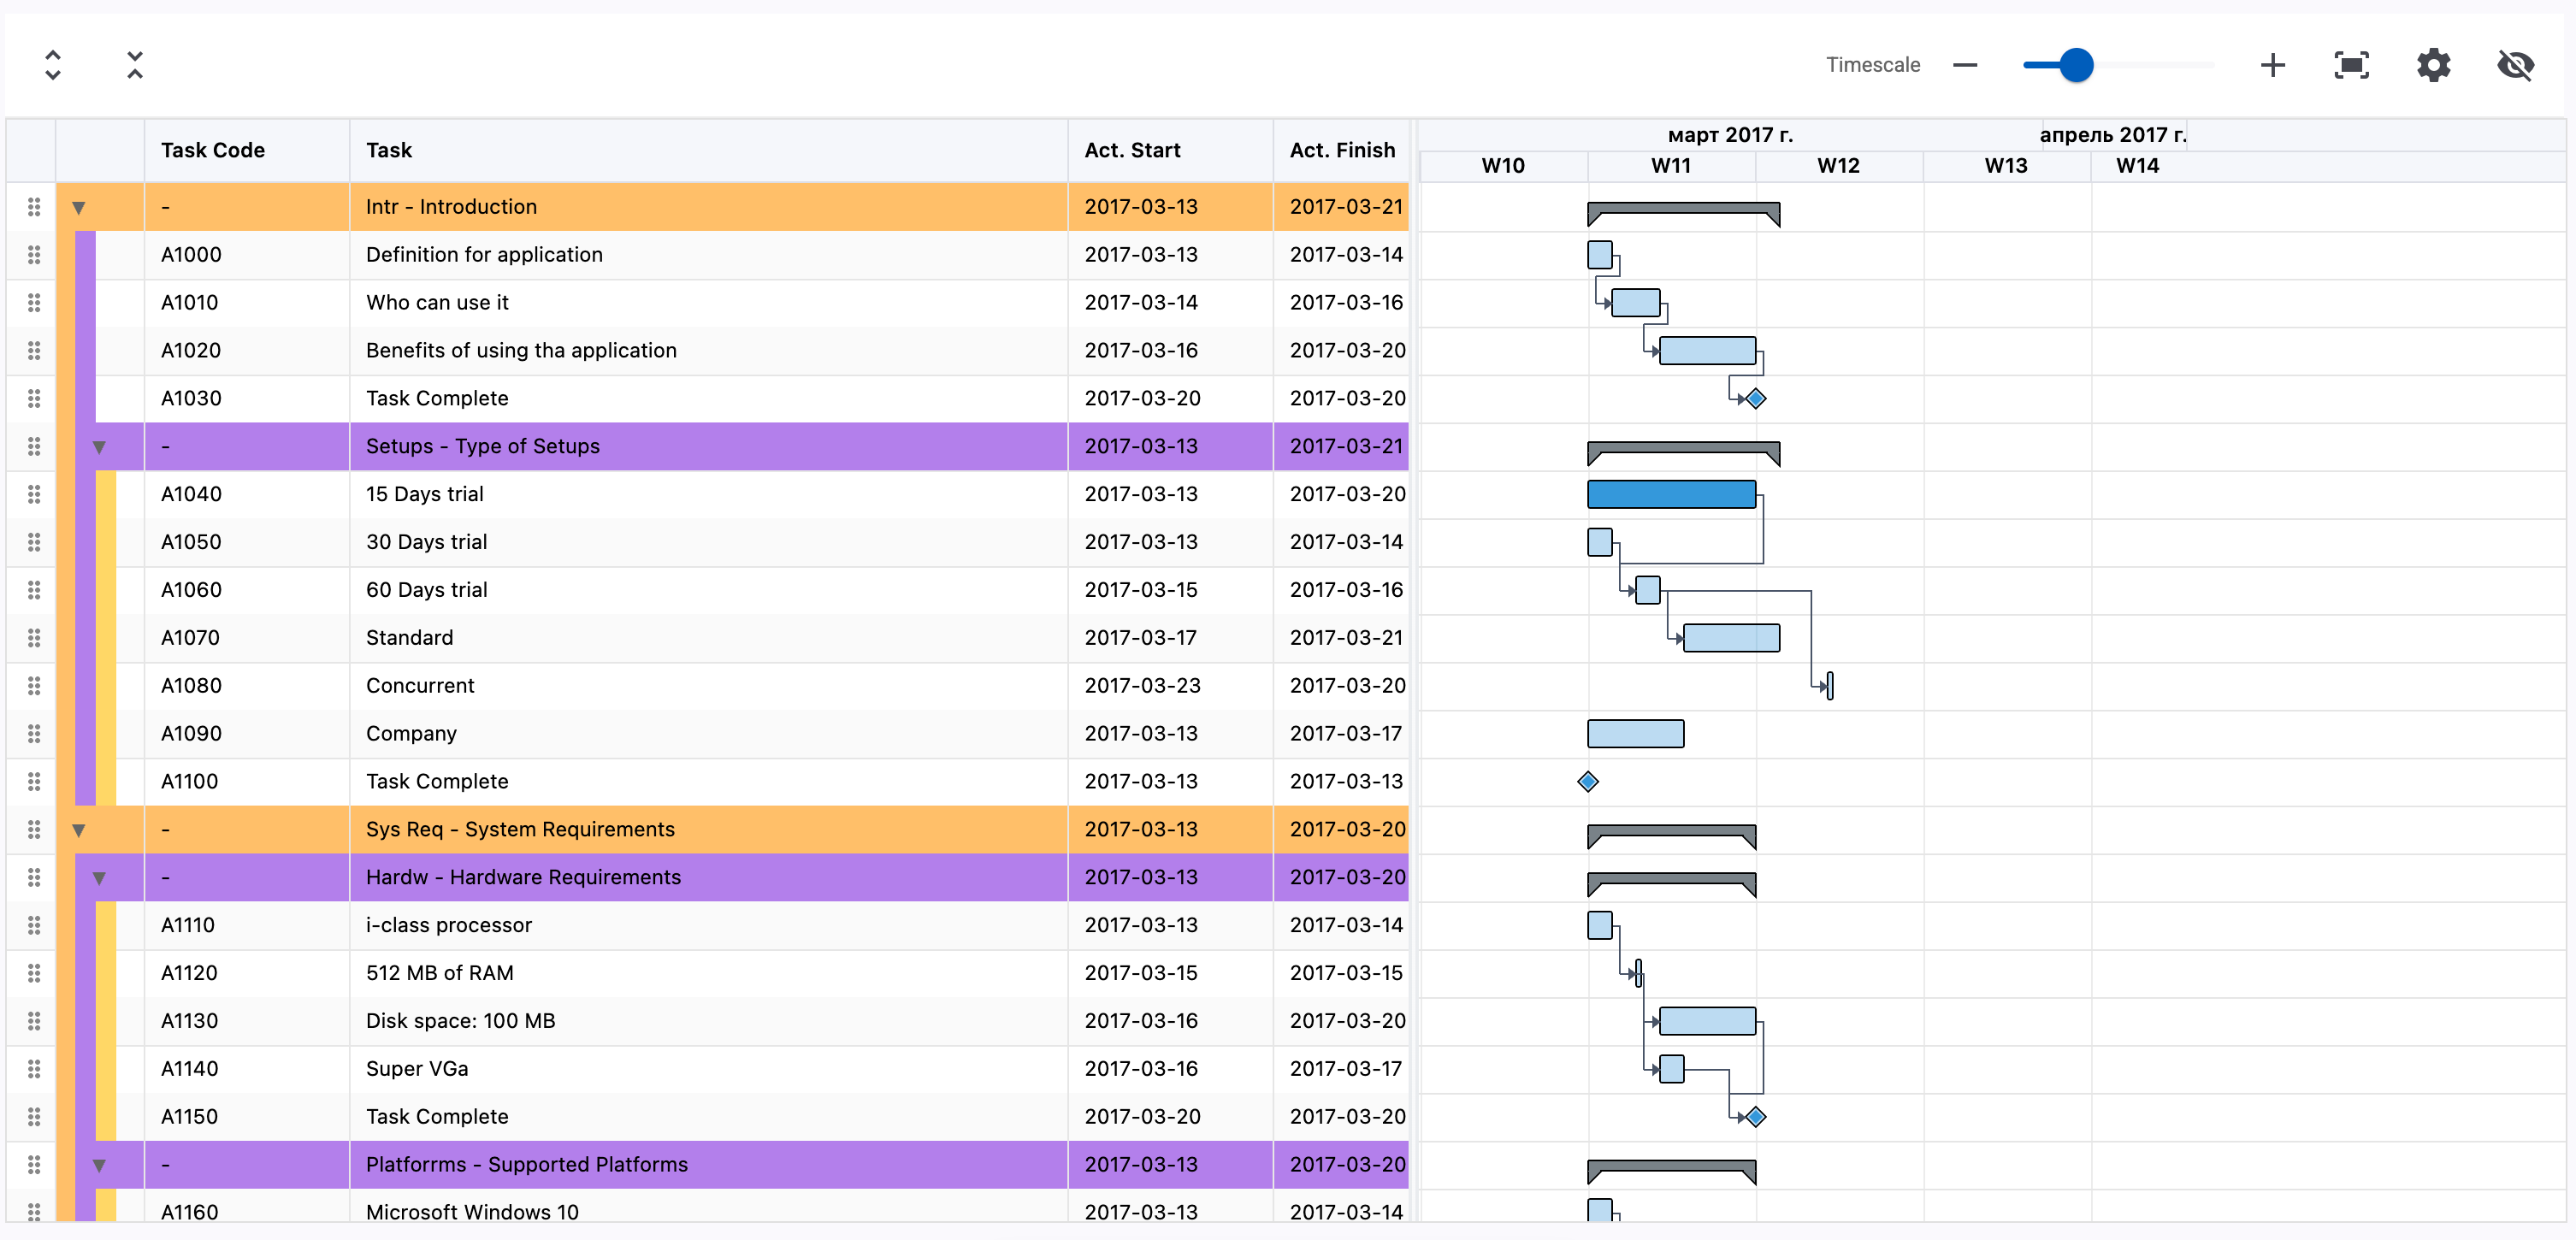 Timescale
Task Code Task Act. Start Act. Finish март 2017 г. апрель 2017 г.
W10 W11 W12 W13 W14
- Intr - Introduction 2017-03-13 2017-03-21
A1000 Definition for application 2017-03-13 2017-03-14
A1010 Who can use it 2017-03-14 2017-03-16
A1020 Benefits of using tha application 2017-03-16 2017-03-20
A1030 Task Complete 2017-03-20 2017-03-20
- Setups - Type of Setups 2017-03-13 2017-03-21
A1040 15 Days trial 2017-03-13 2017-03-20
A1050 30 Days trial 2017-03-13 2017-03-14
A1060 60 Days trial 2017-03-15 2017-03-16
A1070 Standard 2017-03-17 2017-03-21
A1080 Concurrent 2017-03-23 2017-03-20
A1090 Company 2017-03-13 2017-03-17
A1100 Task Complete 2017-03-13 2017-03-13
- Sys Req - System Requirements 2017-03-13 2017-03-20
- Hardw - Hardware Requirements 2017-03-13 2017-03-20
A1110 i-class processor 2017-03-13 2017-03-14
A1120 512 MB of RAM 2017-03-15 2017-03-15
A1130 Disk space: 100 MB 2017-03-16 2017-03-20
A1140 Super VGa 2017-03-16 2017-03-17
A1150 Task Complete 2017-03-20 2017-03-20
- Platforrms - Supported Platforms 2017-03-13 2017-03-20
A1160 Microsoft Windows 10 2017-03-13 2017-03-14